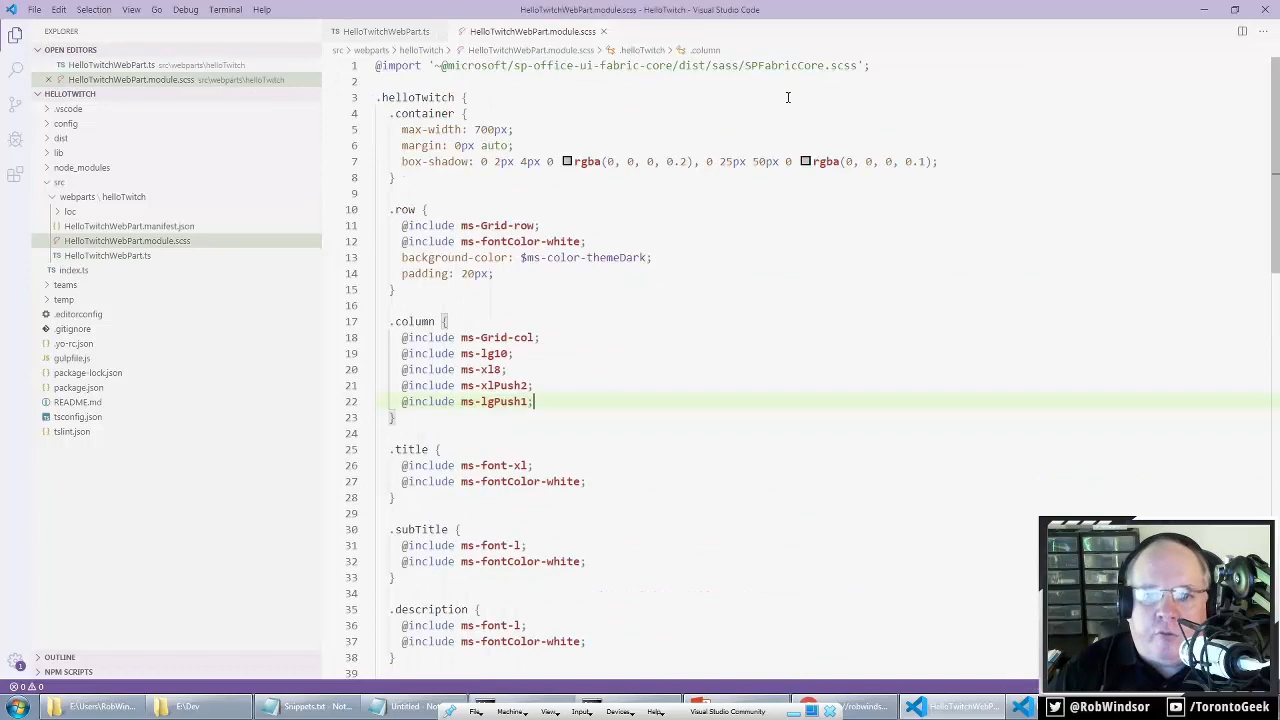 File Edit Selection View Go Debug Terminal Help
HelloTwitchWebPart.module.scss - HelloTwitch - Visual Studio Code
EXPLORER
OPEN EDITORS
HelloTwitchWebPart.ts src\webparts\helloTwitch
HelloTwitchWebPart.module.scss src\webparts\helloTwitch
HELLOTWITCH
.vscode
config
dist
lib
node_modules
src
webparts \ helloTwitch
loc
HelloTwitchWebPart.manifest.json
HelloTwitchWebPart.module.scss
HelloTwitchWebPart.ts
index.ts
teams
temp
.editorconfig
.gitignore
.yo-rc.json
gulpfile.js
package-lock.json
package.json
README.md
tsconfig.json
tslint.json
OUTLINE
NPM SCRIPTS
HelloTwitchWebPart.ts
HelloTwitchWebPart.module.scss
src > webparts > helloTwitch > HelloTwitchWebPart.module.scss > .helloTwitch > .column
1 @import '~@microsoft/sp-office-ui-fabric-core/dist/sass/SPFabricCore.scss';
2
3 .helloTwitch {
4 .container {
5 max-width: 700px;
6 margin: 0px auto;
7 box-shadow: 0 2px 4px 0 rgba(0, 0, 0, 0.2), 0 25px 50px 0 rgba(0, 0, 0, 0.1);
8 }
9
10 .row {
11 @include ms-Grid-row;
12 @include ms-fontColor-white;
13 background-color: $ms-color-themeDark;
14 padding: 20px;
15 }
16
17 .column {
18 @include ms-Grid-col;
19 @include ms-lg10;
20 @include ms-xl8;
21 @include ms-xlPush2;
22 @include ms-lgPush1;
23 }
24
25 .title {
26 @include ms-font-xl;
27 @include ms-fontColor-white;
28 }
29
30 .subTitle {
31 @include ms-font-l;
32 @include ms-fontColor-white;
33 }
34
35 .description {
36 @include ms-font-l;
37 @include ms-fontColor-white;
38 }
39
0 0
E:\Users\RobWin...
E:\Dev
Snippets.txt - Not...
Untitled - Notep...
File Machine View Input Devices Help
Visual Studio Community
/robwinds...
HelloTwitchWebP...
@RobWindsor
/TorontoGeek